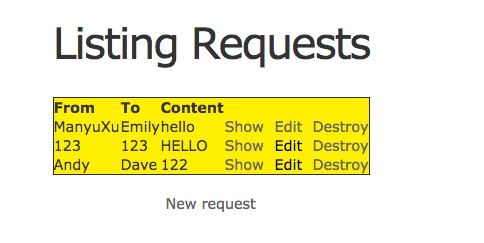 Listing Requests
From To Content
ManyuXu Emily hello Show Edit Destroy
123 123 HELLO Show Edit Destroy
Andy Dave 122 Show Edit Destroy
New request